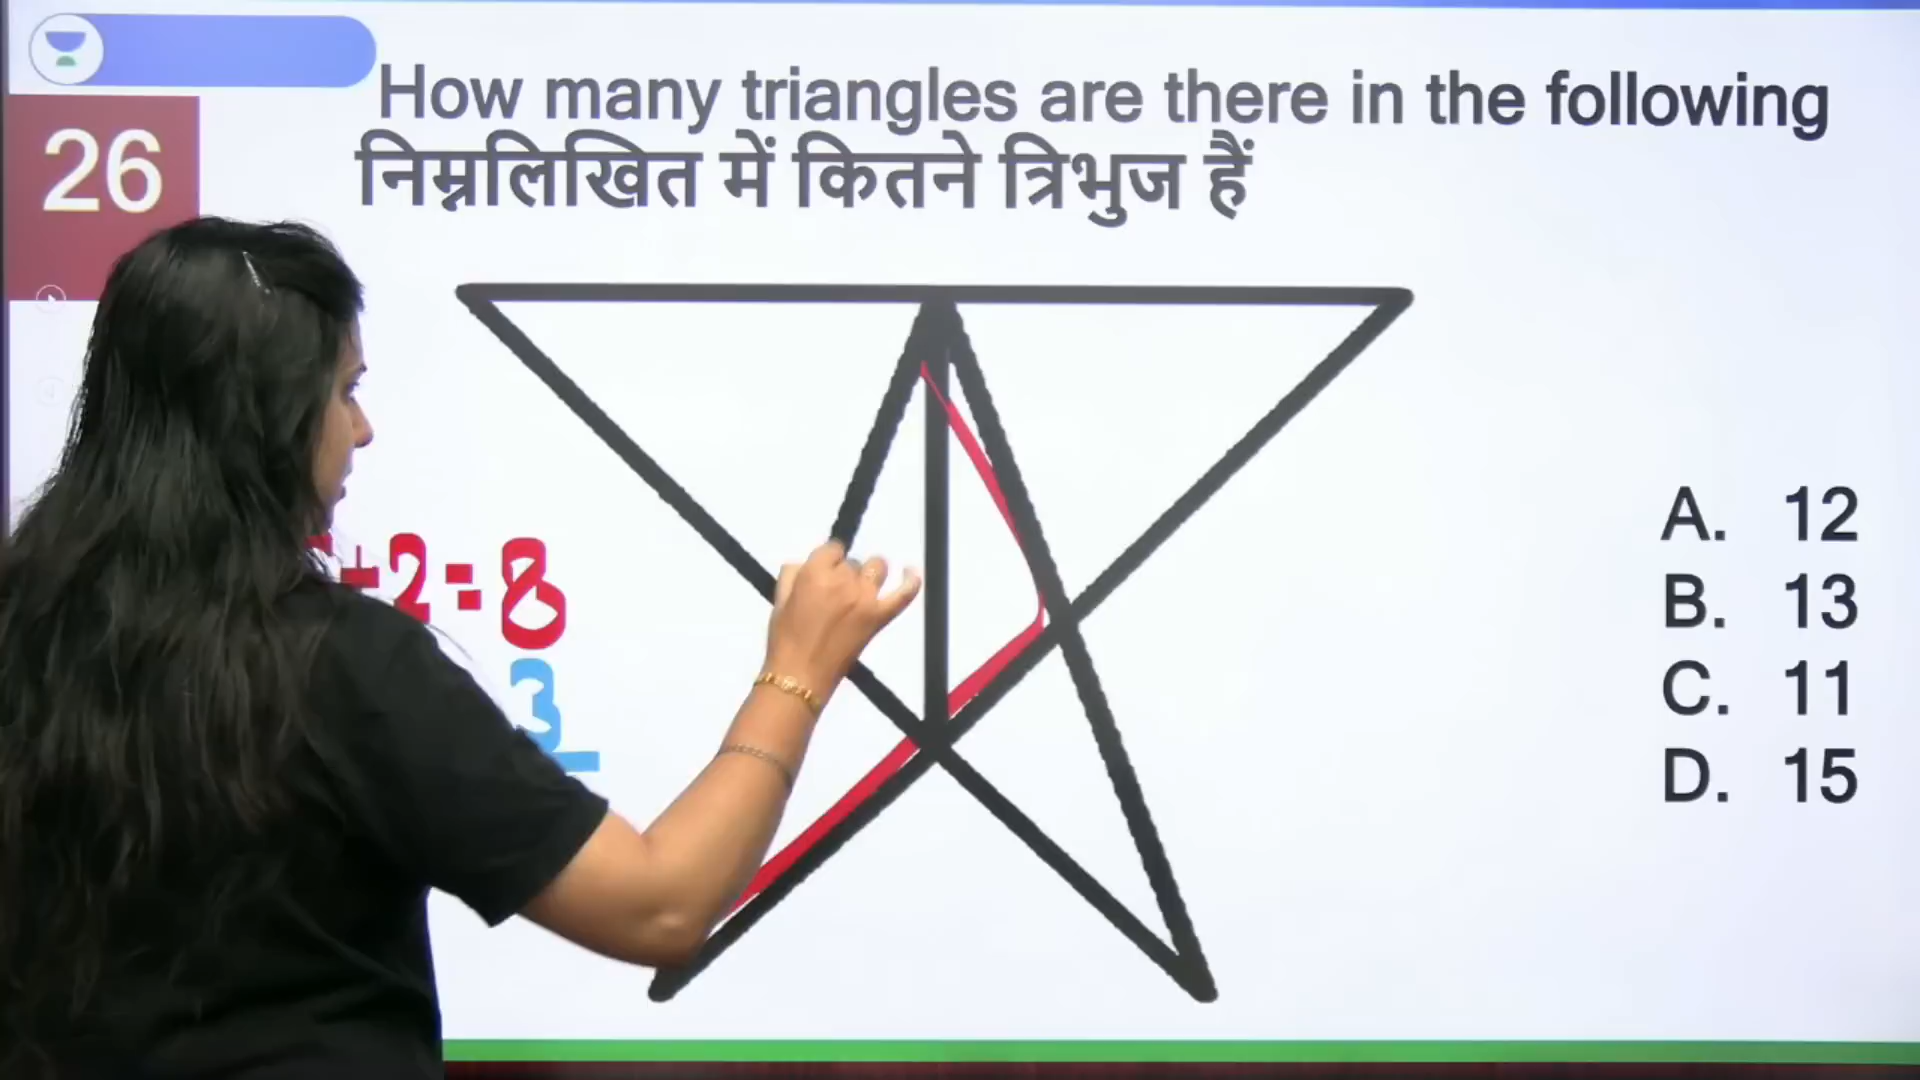 How many triangles are there in the following
26
निम्नलिखित में कितने त्रिभुज हैं
+2=8
3
A. 12
B. 13
C. 11
D. 15